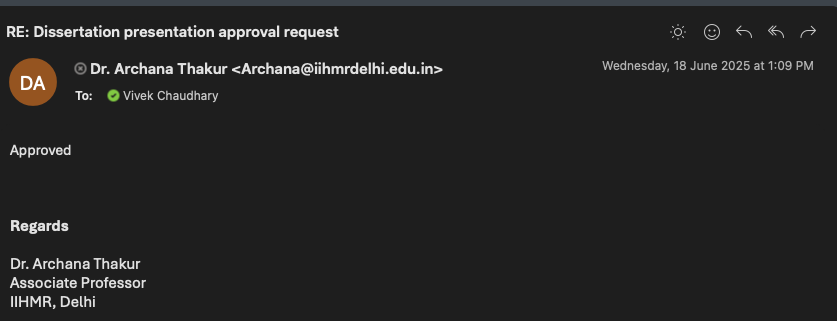 RE: Dissertation presentation approval request
DA
Dr. Archana Thakur <Archana@iihmrdelhi.edu.in>
Wednesday, 18 June 2025 at 1:09 PM
To: Vivek Chaudhary
Approved
Regards
Dr. Archana Thakur
Associate Professor
IIHMR, Delhi